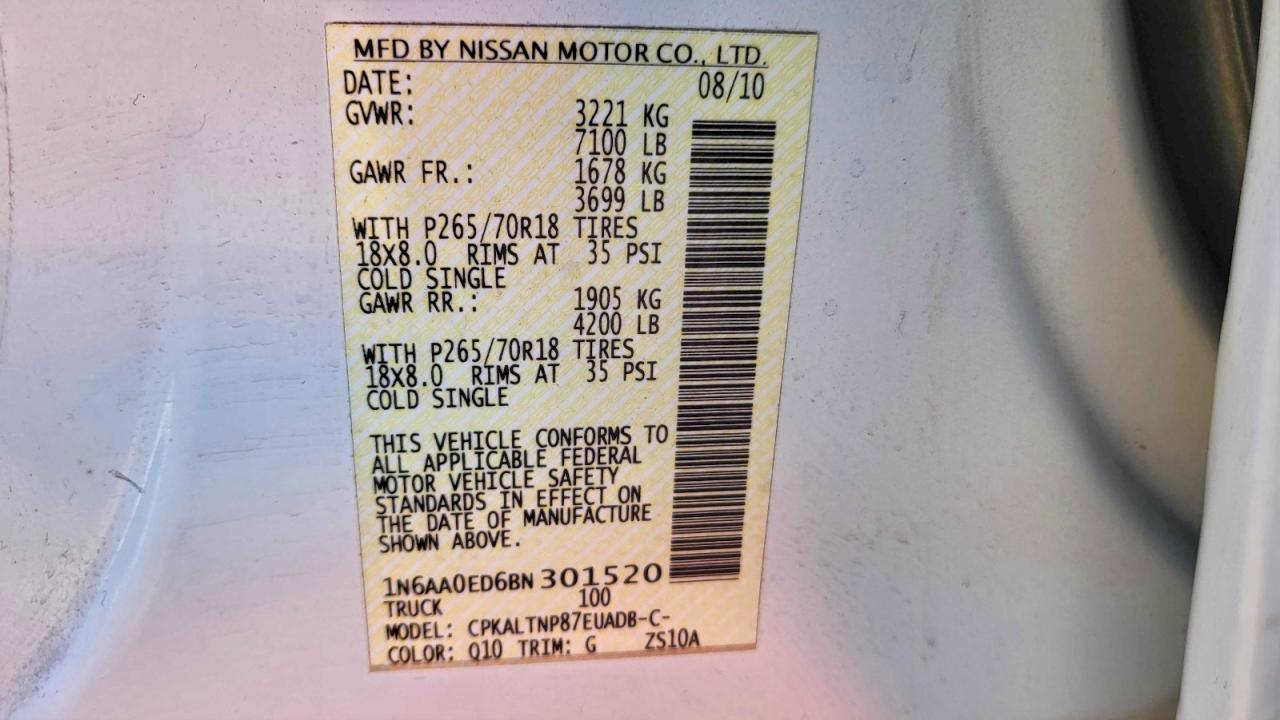 MFD BY NISSAN MOTOR CO., LTD.
DATE: 08/10
GVWR: 3221 KG
7100 LB
GAWR FR.: 1678 KG
3699 LB
WITH P265/70R18 TIRES
18X8.0 RIMS AT 35 PSI
COLD SINGLE
GAWR RR.: 1905 KG
4200 LB
WITH P265/70R18 TIRES
18X8.0 RIMS AT 35 PSI
COLD SINGLE
THIS VEHICLE CONFORMS TO
ALL APPLICABLE FEDERAL
MOTOR VEHICLE SAFETY
STANDARDS IN EFFECT ON
THE DATE OF MANUFACTURE
SHOWN ABOVE.
1N6AA0ED6BN301520
TRUCK 100
MODEL: CPKALTNP87EUADB-C-
COLOR: Q10 TRIM: G ZS10A